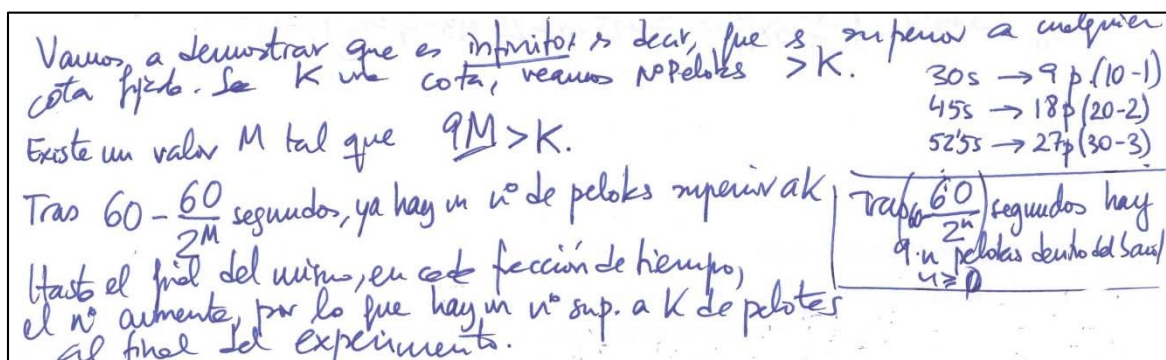 Vamos a demostrar que es infinito, es decir, que es superior a cualquier
cota fijada. Sea K una cota, veamos nº Pelotas > K.
30s → 9 p.(10-1)
45s → 18p(20-2)
52'5s → 27p(30-3)
Existe un valor M tal que 9M > K.
Tras 60 - 60/2^M segundos, ya hay un nº de pelotas superior a K
Hasta el final del mismo, en cada fracción de tiempo,
el nº aumenta, por lo que hay un nº sup. a K de pelotas
al final del experimento.
Tras (60 - 60/2^n) segundos hay
9·n pelotas dentro del baúl
n ≥ 0